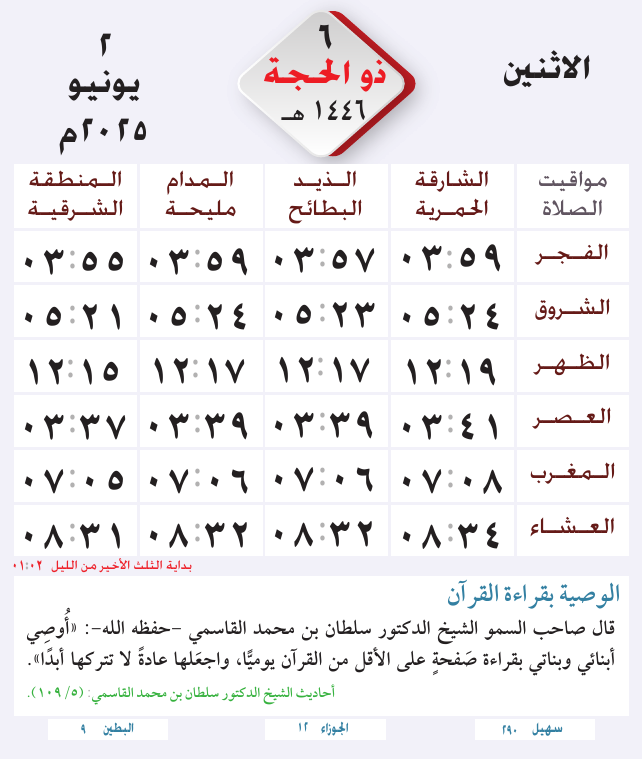 الاثنين
٦
ذو الحجة
١٤٤٦ هـ
٢
يونيو
٢٠٢٥م
مواقيت الصلاة | الشارقة الحمرية | الذيد البطائح | المدام مليحة | المنطقة الشرقية
الفجر ٠٣:٥٩ ٠٣:٥٧ ٠٣:٥٩ ٠٣:٥٥
الشروق ٠٥:٢٤ ٠٥:٢٣ ٠٥:٢٤ ٠٥:٢١
الظهر ١٢:١٩ ١٢:١٧ ١٢:١٧ ١٢:١٥
العصر ٠٣:٤١ ٠٣:٣٩ ٠٣:٣٩ ٠٣:٣٧
المغرب ٠٧:٠٨ ٠٧:٠٦ ٠٧:٠٦ ٠٧:٠٥
العشاء ٠٨:٣٤ ٠٨:٣٢ ٠٨:٣٢ ٠٨:٣١
بداية الثلث الأخير من الليل ٠١:٠٢
الوصية بقراءة القرآن
قال صاحب السمو الشيخ الدكتور سلطان بن محمد القاسمي -حفظه الله-: «أُوصِي
أبنائي وبناتي بقراءة صَفحةٍ على الأقل من القرآن يوميًّا، واجعَلها عادةً لا تتركها أبدًا».
أحاديث الشيخ الدكتور سلطان بن محمد القاسمي: (٥/ ١٠٩).
سهيل ٢٩٠
الجوزاء ١٢
البطين ٩